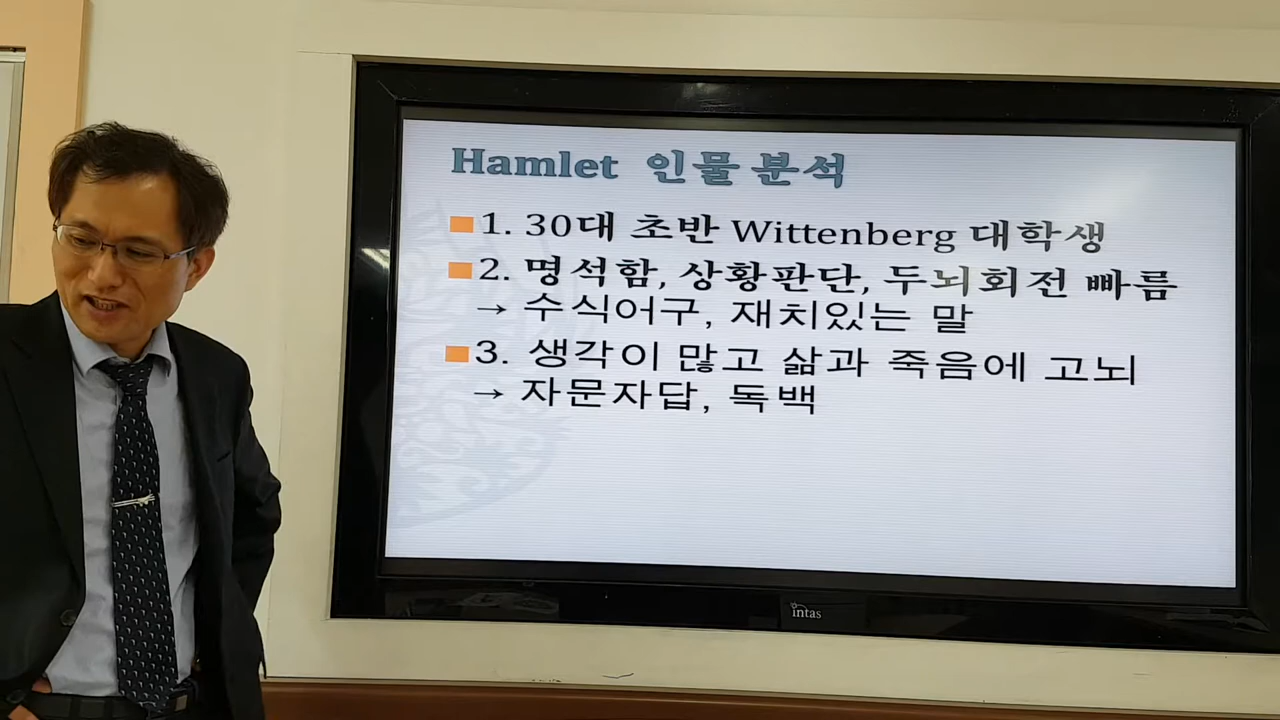 Hamlet 인물 분석
1. 30대 초반 Wittenberg 대학생
2. 명석함, 상황판단, 두뇌회전 빠름
→ 수식어구, 재치있는 말
3. 생각이 많고 삶과 죽음에 고뇌
→ 자문자답, 독백
intas